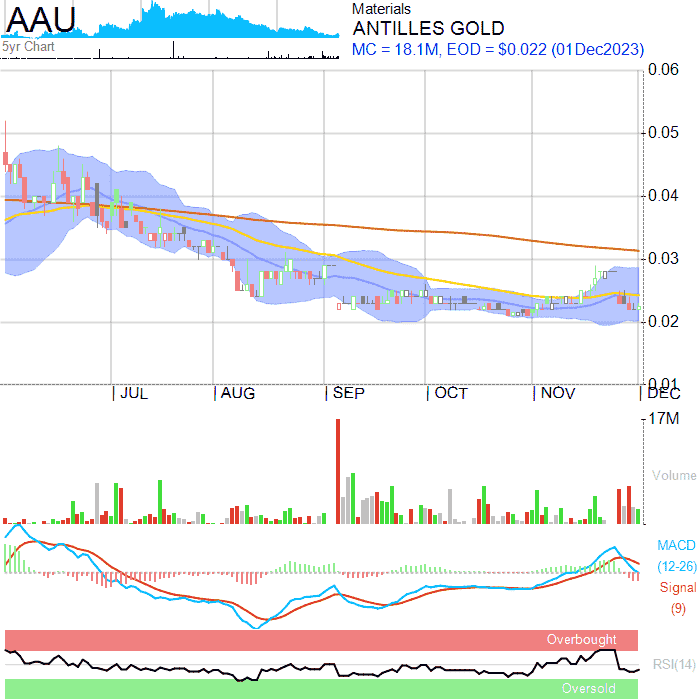 AAU
5yr Chart
Materials
ANTILLES GOLD
MC = 18.1M, EOD = $0.022 (01Dec2023)
0.06
0.05
0.04
0.03
0.02
0.01
JUL AUG SEP OCT NOV DEC
17M
Volume
MACD
(12-26)
Signal
(9)
Overbought
RSI(14)
Oversold